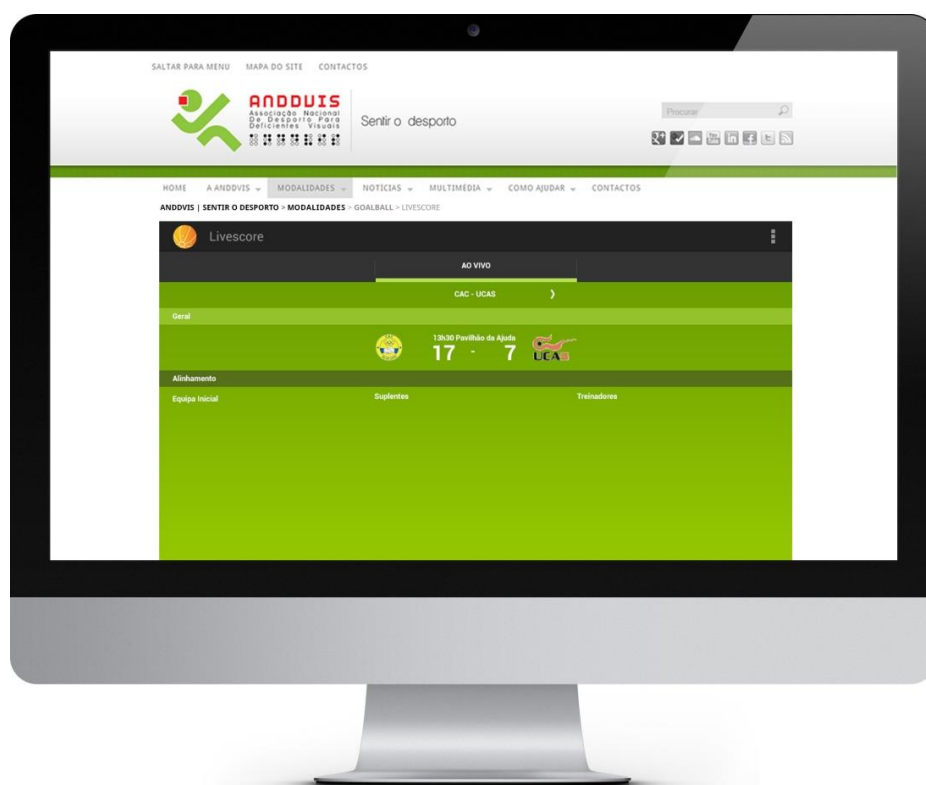 SALTAR PARA MENU MAPA DO SITE CONTACTOS
ANDDVIS
Associação Nacional
De Desporto Para
Deficientes Visuais
Sentir o desporto
Procurar
HOME A ANDDVIS MODALIDADES NOTÍCIAS MULTIMÉDIA COMO AJUDAR CONTACTOS
ANDDVIS | SENTIR O DESPORTO > MODALIDADES > GOALBALL > LIVESCORE
Livescore
AO VIVO
CAC - UCAS
Geral
13h30 Pavilhão da Ajuda
17 - 7
UCAS
Alinhamento
Equipa Inicial Suplentes Treinadores